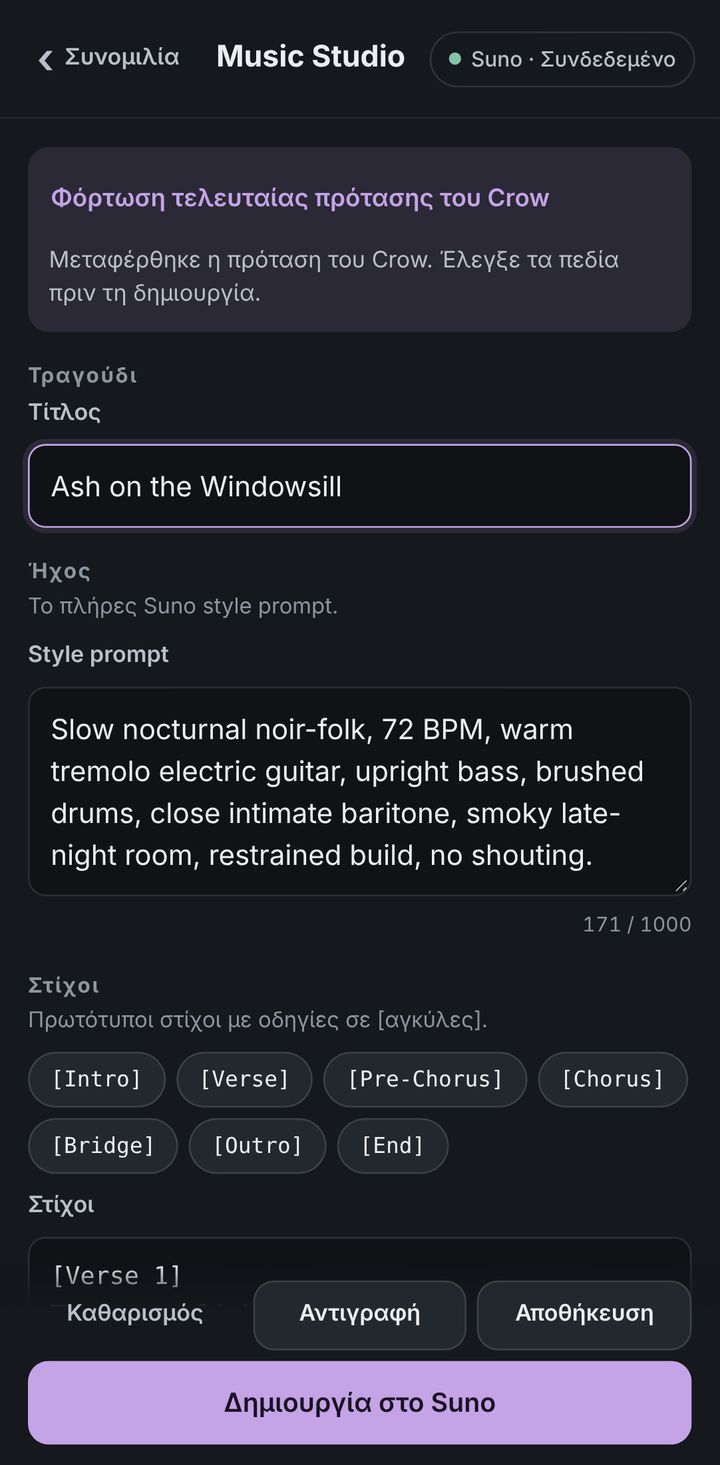 Συνομιλία
Music Studio
Suno · Συνδεδεμένο
Φόρτωση τελευταίας πρότασης του Crow
Μεταφέρθηκε η πρόταση του Crow. Έλεγξε τα πεδία
πριν τη δημιουργία.
Τραγούδι
Τίτλος
Ash on the Windowsill
Ήχος
Το πλήρες Suno style prompt.
Style prompt
Slow nocturnal noir-folk, 72 BPM, warm
tremolo electric guitar, upright bass, brushed
drums, close intimate baritone, smoky late-
night room, restrained build, no shouting.
171 / 1000
Στίχοι
Πρωτότυποι στίχοι με οδηγίες σε [αγκύλες].
[Intro] [Verse] [Pre-Chorus] [Chorus]
[Bridge] [Outro] [End]
Στίχοι
[Verse 1]
Καθαρισμός Αντιγραφή Αποθήκευση
Δημιουργία στο Suno